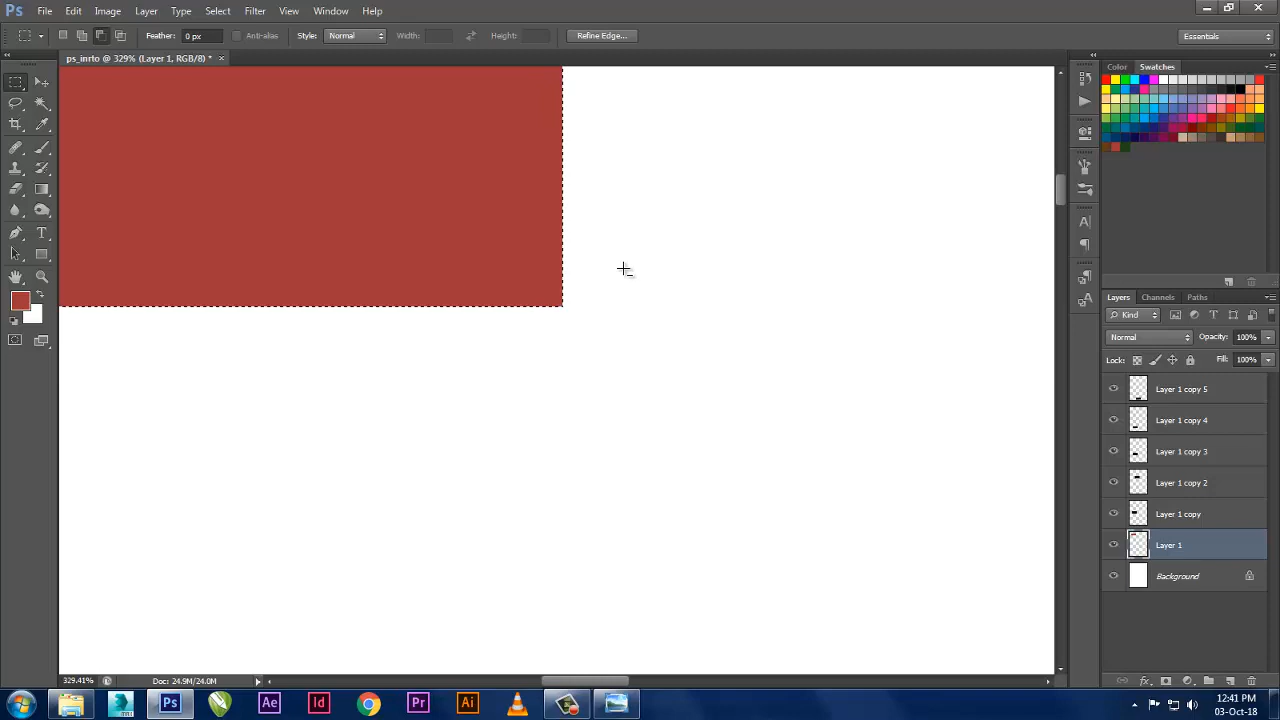 Ps File Edit Image Layer Type Select Filter View Window Help
Feather: 0 px Anti-alias Style: Normal Width: Height: Refine Edge... Essentials
ps_inrto @ 329% (Layer 1, RGB/8) * ×
Color Swatches
Layers Channels Paths
Kind
Normal Opacity: 100%
Lock: Fill: 100%
Layer 1 copy 5
Layer 1 copy 4
Layer 1 copy 3
Layer 1 copy 2
Layer 1 copy
Layer 1
Background
329.41% Doc: 24.9M/24.0M
Ps Ae Id Pr Ai
12:41 PM
03-Oct-18